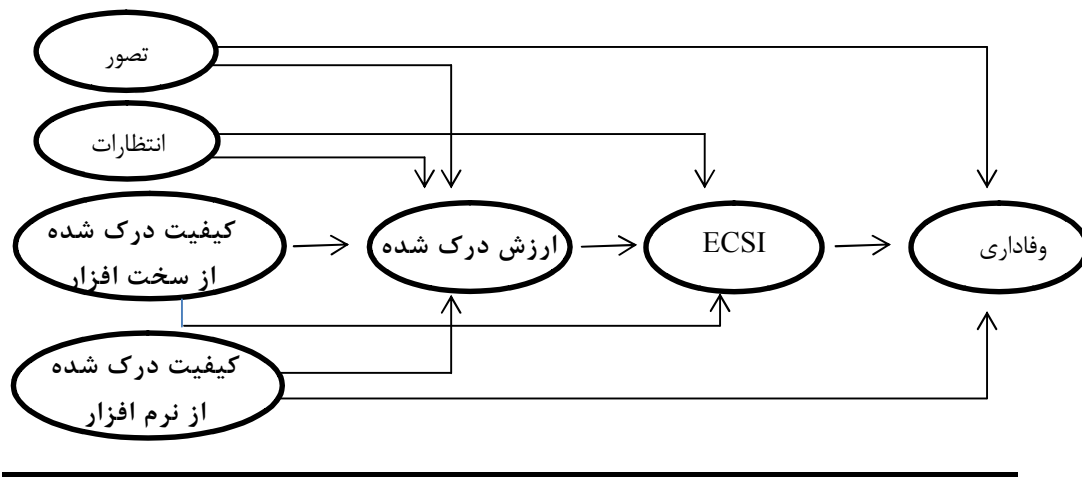 تصور
انتظارات
کیفیت درک شده
از سخت افزار
ارزش درک شده
ECSI
وفاداری
کیفیت درک شده
از نرم افزار